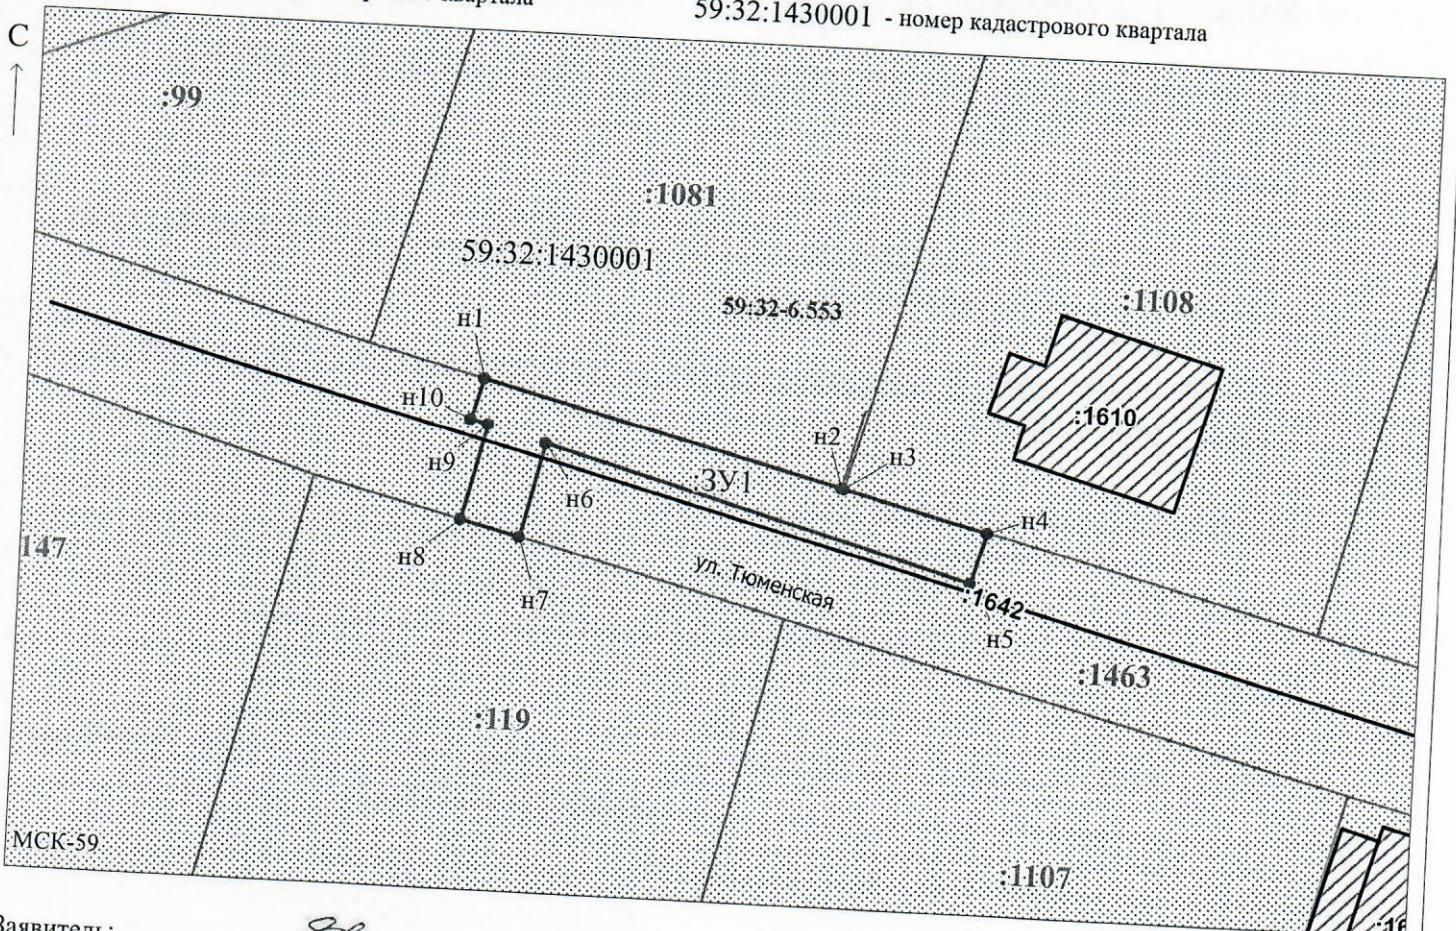 квартала
59:32:1430001 - номер кадастрового квартала
С
:99
:1081
59:32:1430001
59:32-6.553
:1108
н1
н10
:1610
н2
н3
н9
:ЗУ1
н6
н4
147
н8
ул. Тюменская
н7
:1642
н5
:1463
:119
МСК-59
:1107
:16
Заявитель: